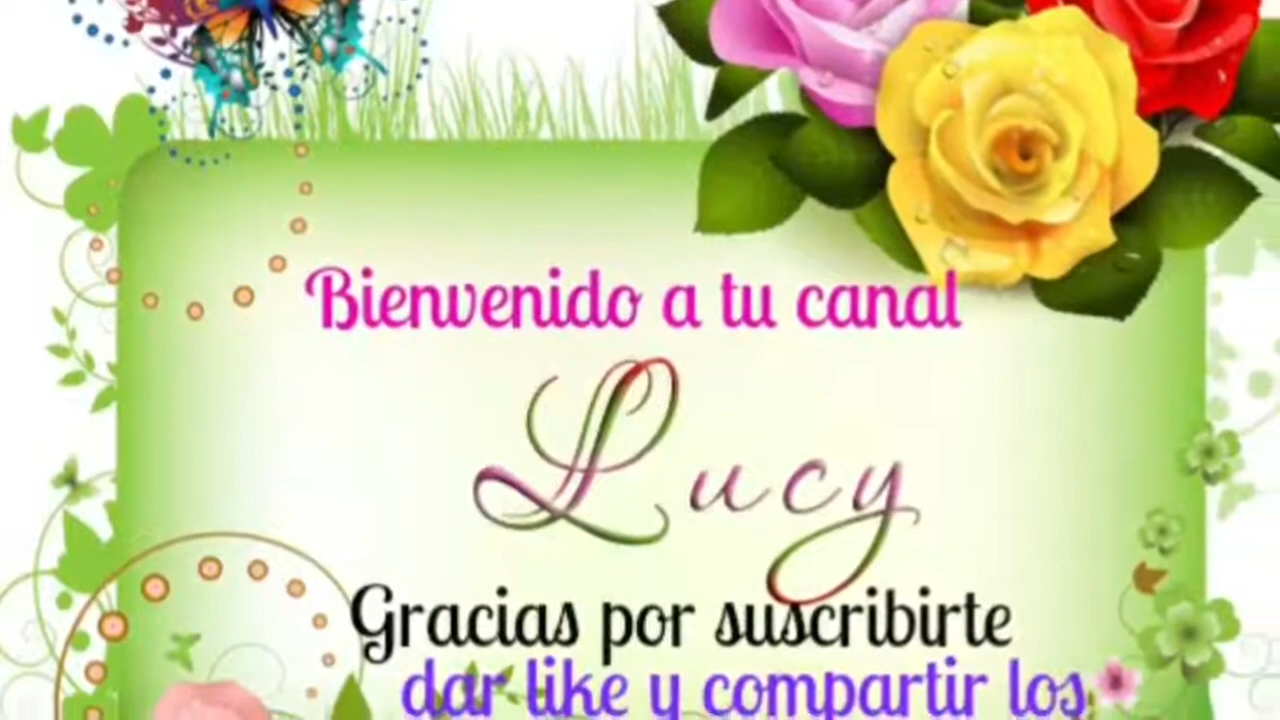 Bienvenido a tu canal
Lucy
Gracias por suscribirte
dar like y compartir los